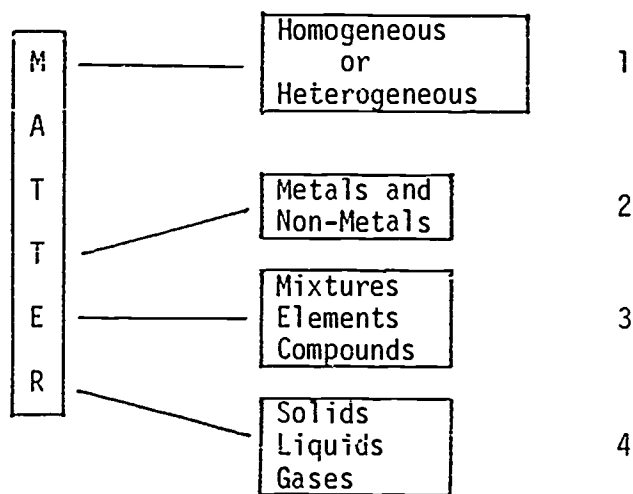 M
A
T
T
E
R
Homogeneous
or
Heterogeneous
1
Metals and
Non-Metals
2
Mixtures
Elements
Compounds
3
Solids
Liquids
Gases
4